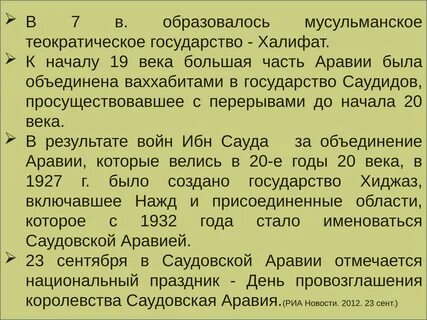 В 7 в. образовалось мусульманское
теократическое государство - Халифат.
К началу 19 века большая часть Аравии была
объединена ваххабитами в государство Саудидов,
просуществовавшее с перерывами до начала 20
века.
В результате войн Ибн Сауда за объединение
Аравии, которые велись в 20-е годы 20 века, в
1927 г. было создано государство Хиджаз,
включавшее Нажд и присоединенные области,
которое с 1932 года стало именоваться
Саудовской Аравией.
23 сентября в Саудовской Аравии отмечается
национальный праздник - День провозглашения
королевства Саудовская Аравия.(РИА Новости. 2012. 23 сент.)